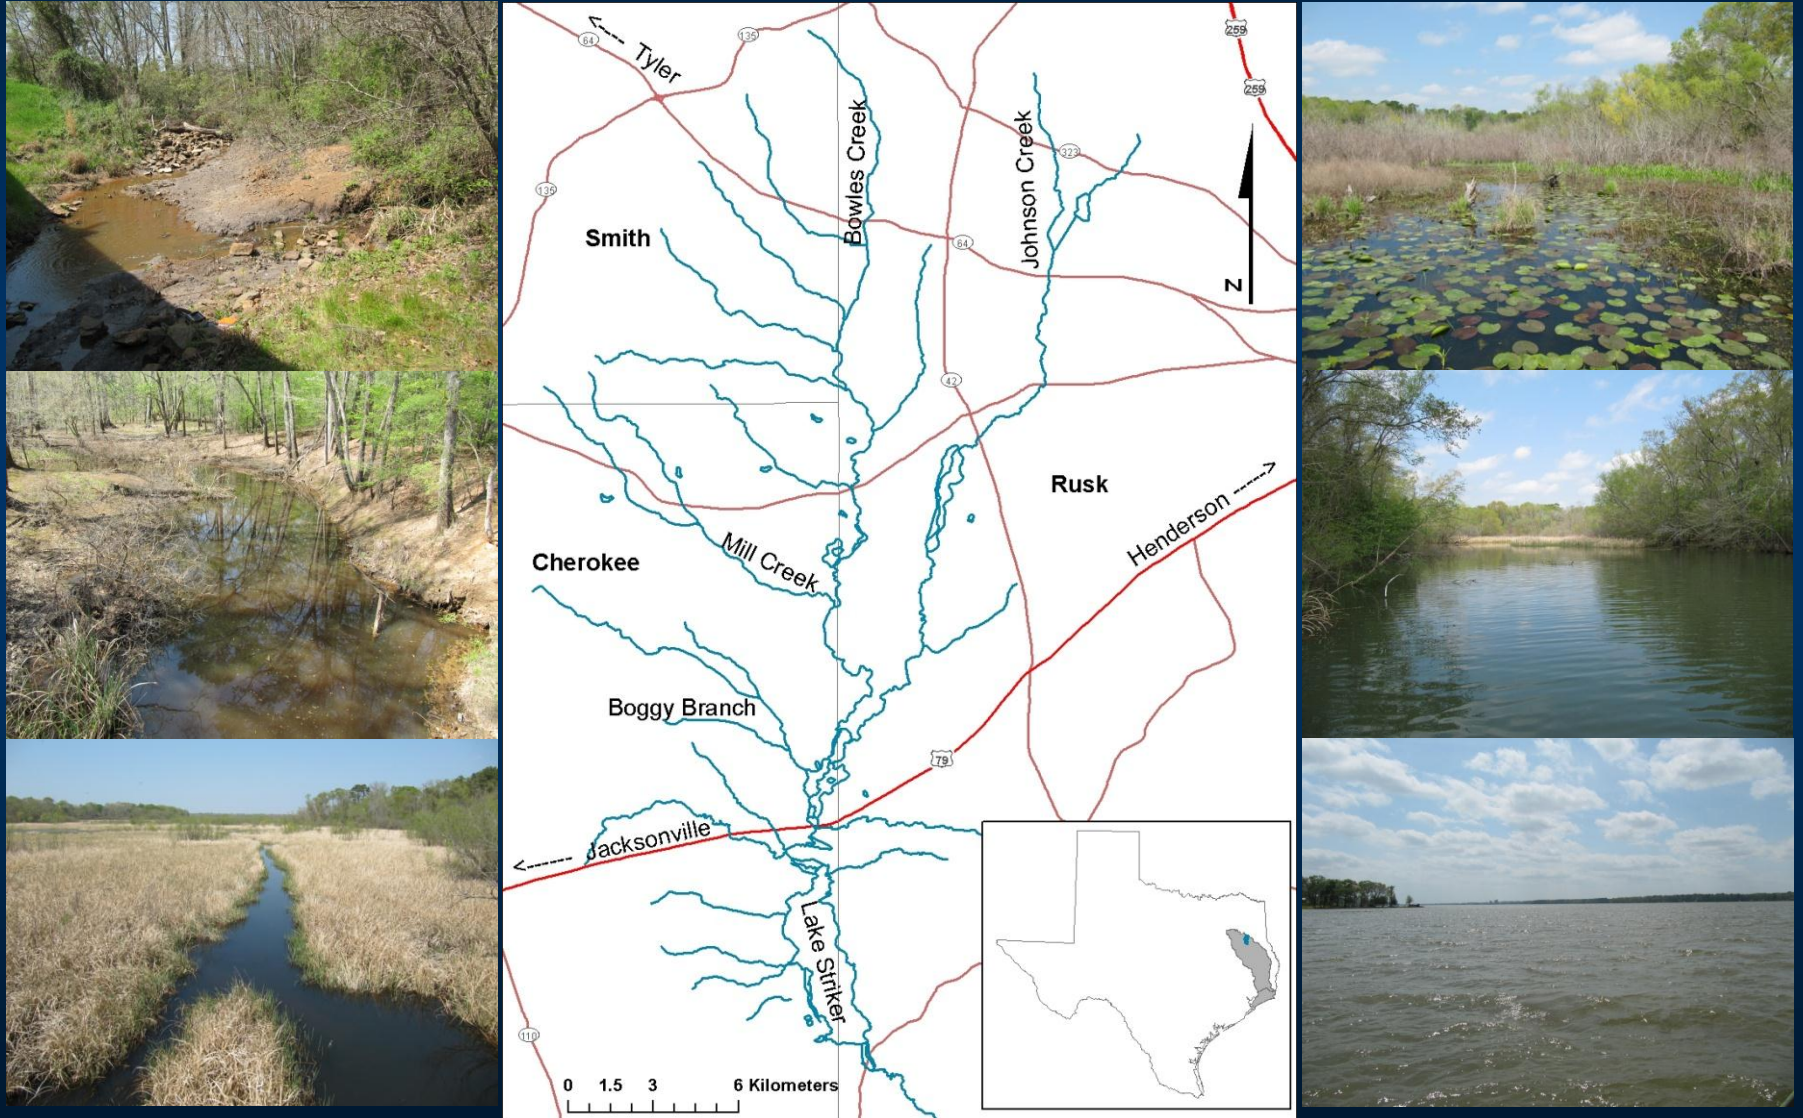 64
Tyler
135
259
259
Bowles Creek
Johnson Creek
323
135
Smith
64
N
42
Rusk
Henderson
Mill Creek
Cherokee
Boggy Branch
79
Jacksonville
Lake Striker
110
0 1.5 3 6 Kilometers